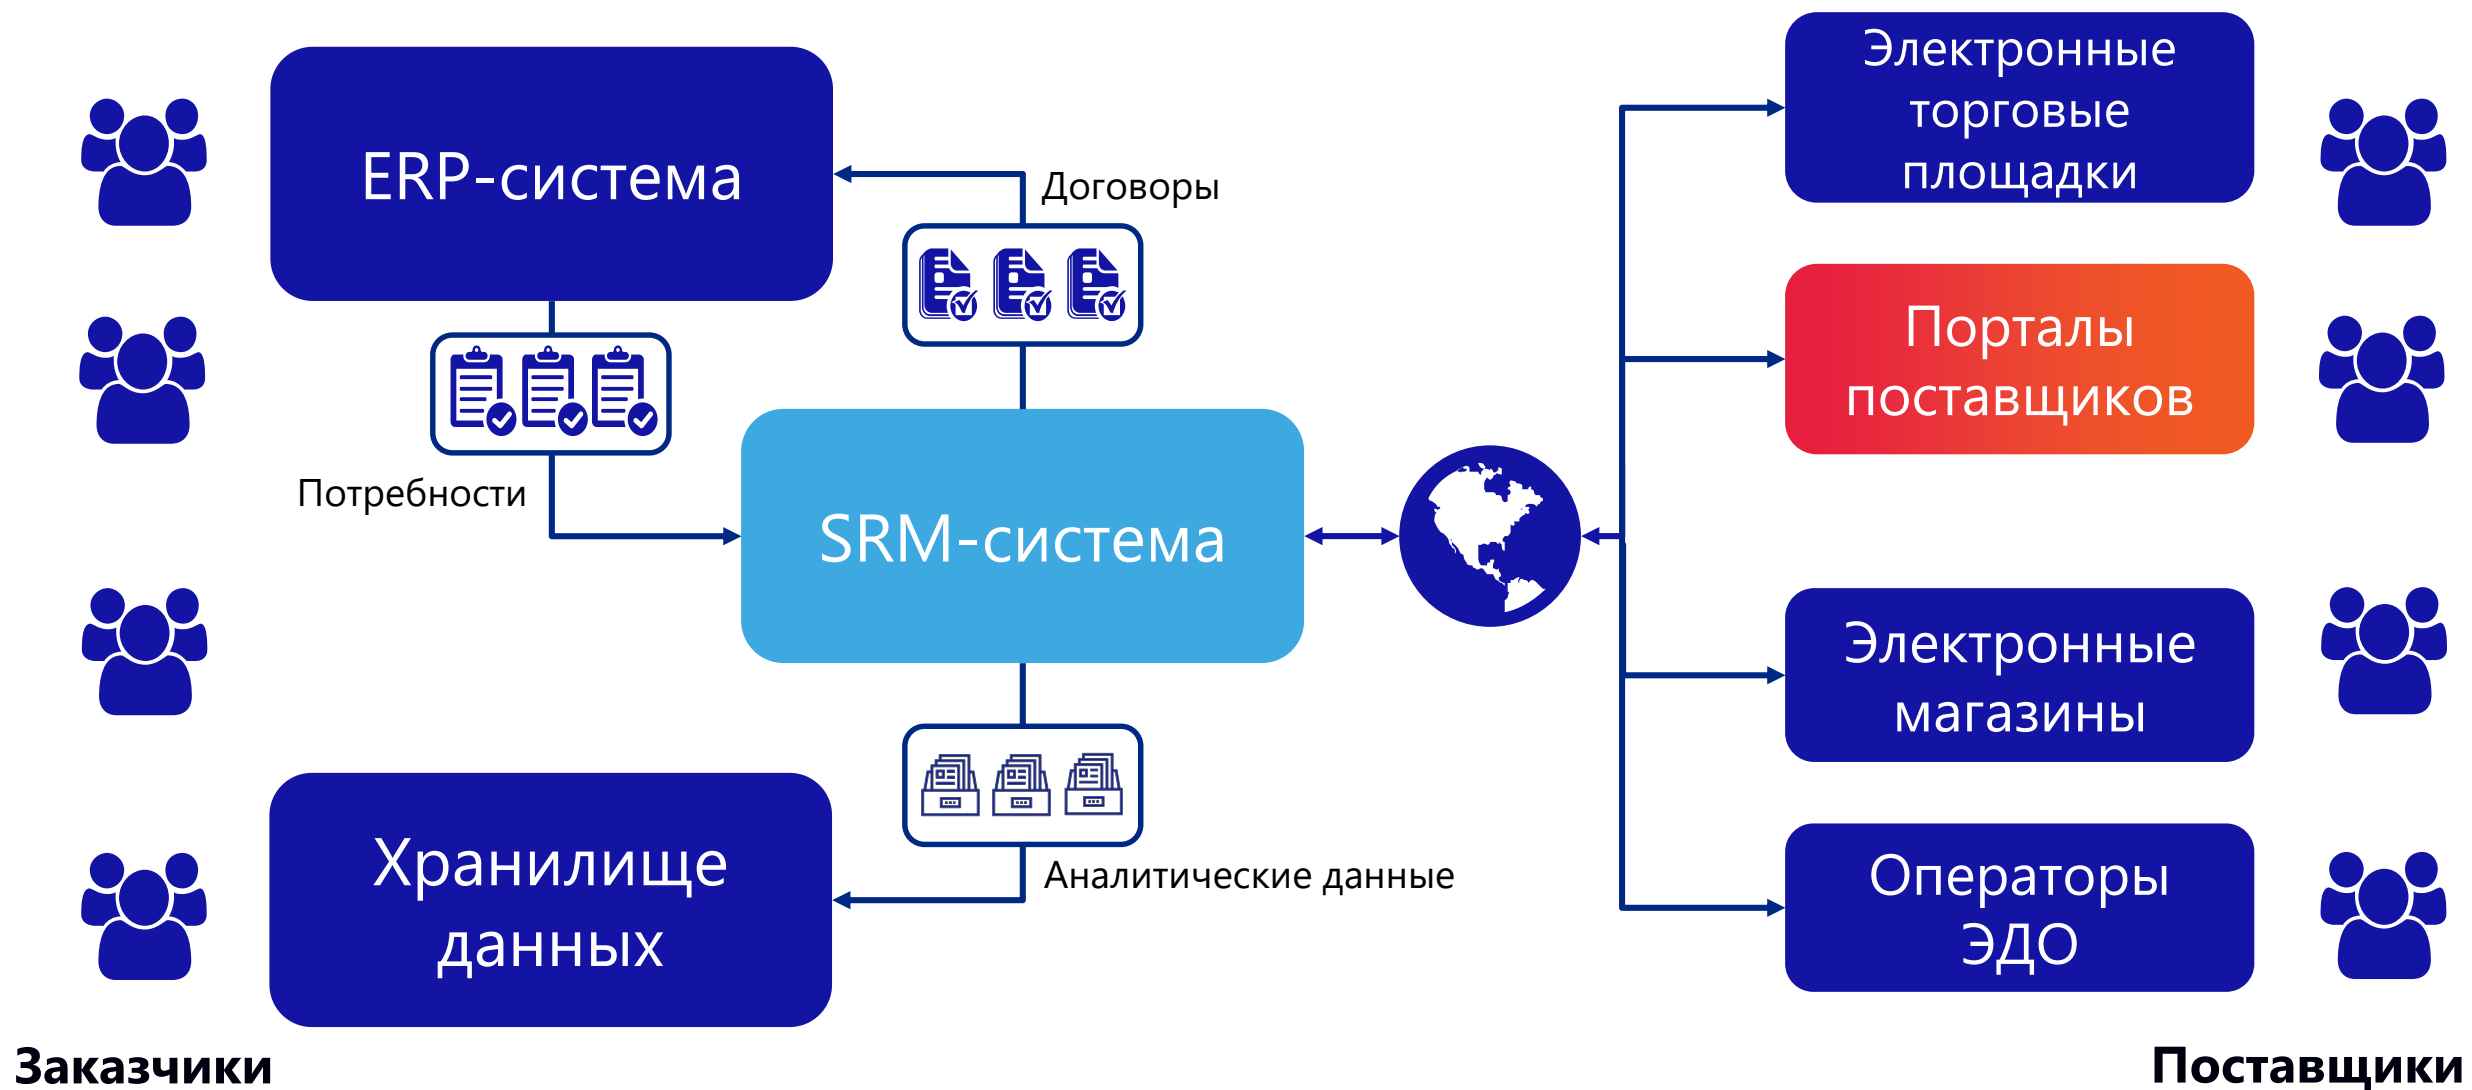 ERP-система
Договоры
Потребности
SRM-система
Хранилище
данных
Аналитические данные
Электронные
торговые
площадки
Порталы
поставщиков
Электронные
магазины
Операторы
ЭДО
Заказчики
Поставщики